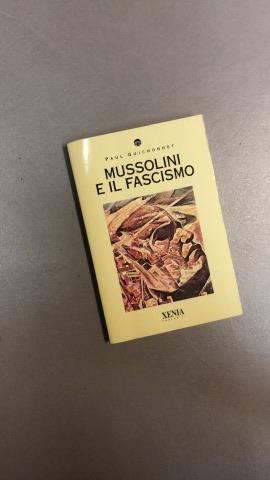 PAUL GUICHONNET
MUSSOLINI
E IL FASCISMO
XENIA